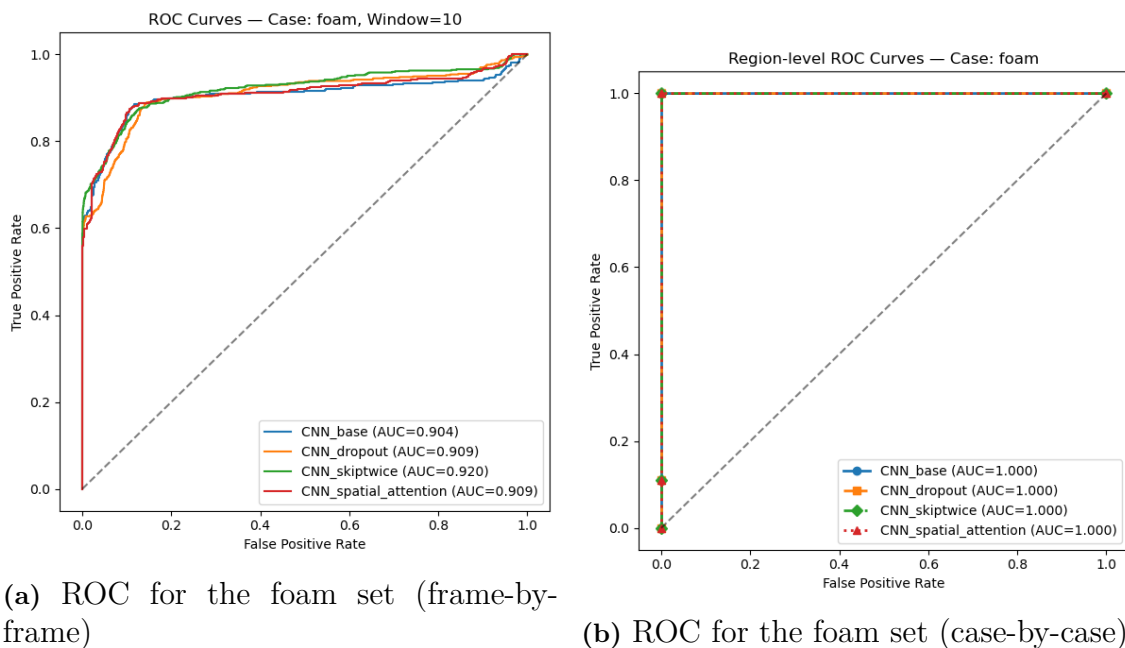 ROC Curves — Case: foam, Window=10
True Positive Rate
1.0
0.8
0.6
0.4
0.2
0.0
CNN_base (AUC=0.904)
CNN_dropout (AUC=0.909)
CNN_skiptwice (AUC=0.920)
CNN_spatial_attention (AUC=0.909)
0.0 0.2 0.4 0.6 0.8 1.0
False Positive Rate
(a) ROC for the foam set (frame-by-
frame)
Region-level ROC Curves — Case: foam
True Positive Rate
1.0
0.8
0.6
0.4
0.2
0.0
CNN_base (AUC=1.000)
CNN_dropout (AUC=1.000)
CNN_skiptwice (AUC=1.000)
CNN_spatial_attention (AUC=1.000)
0.0 0.2 0.4 0.6 0.8 1.0
False Positive Rate
(b) ROC for the foam set (case-by-case)